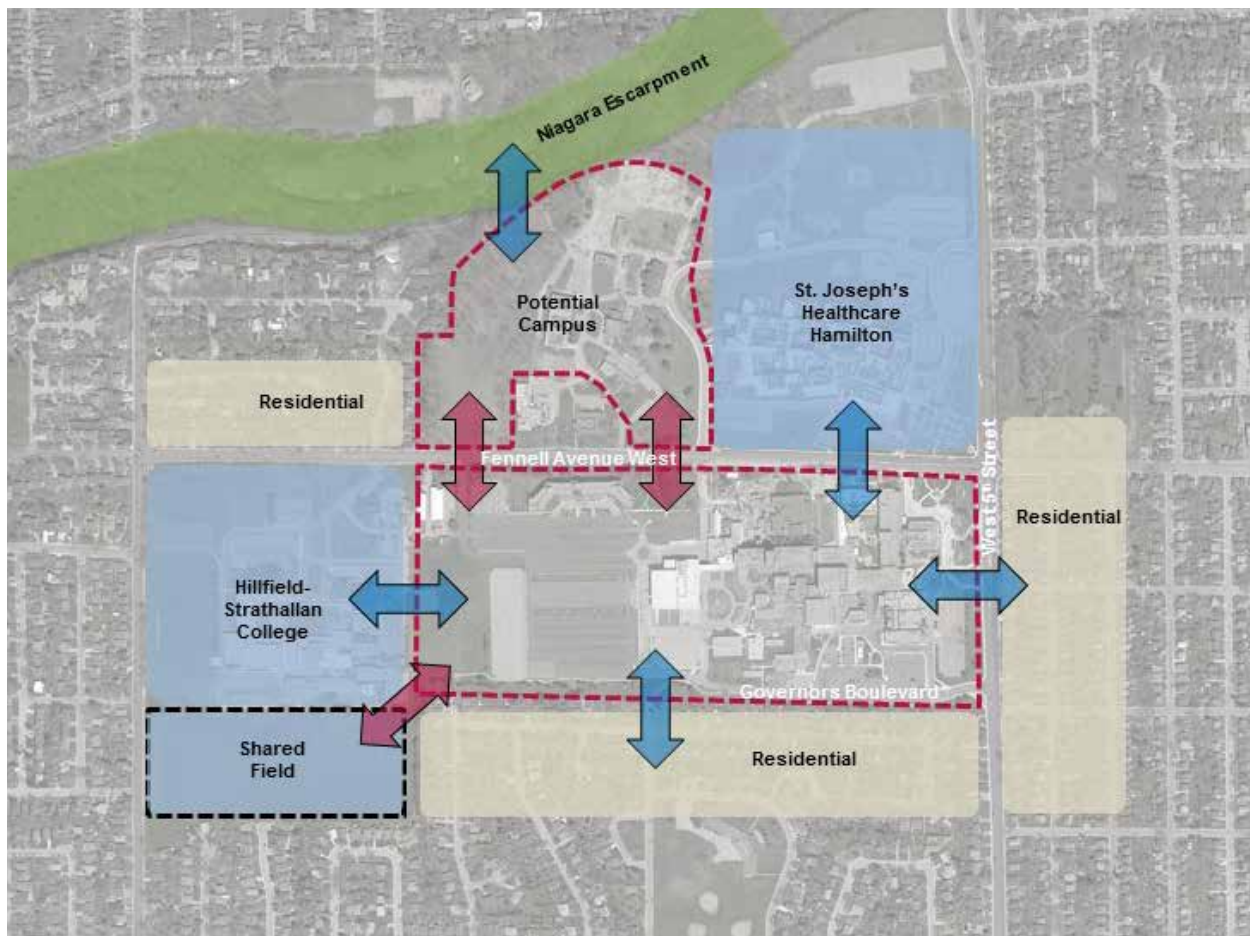 Niagara Escarpment
Potential
Campus
St. Joseph's
Healthcare
Hamilton
Residential
Fennell Avenue West
West 5th Street
Residential
Hillfield-
Strathallan
College
Governors Boulevard
Shared
Field
Residential